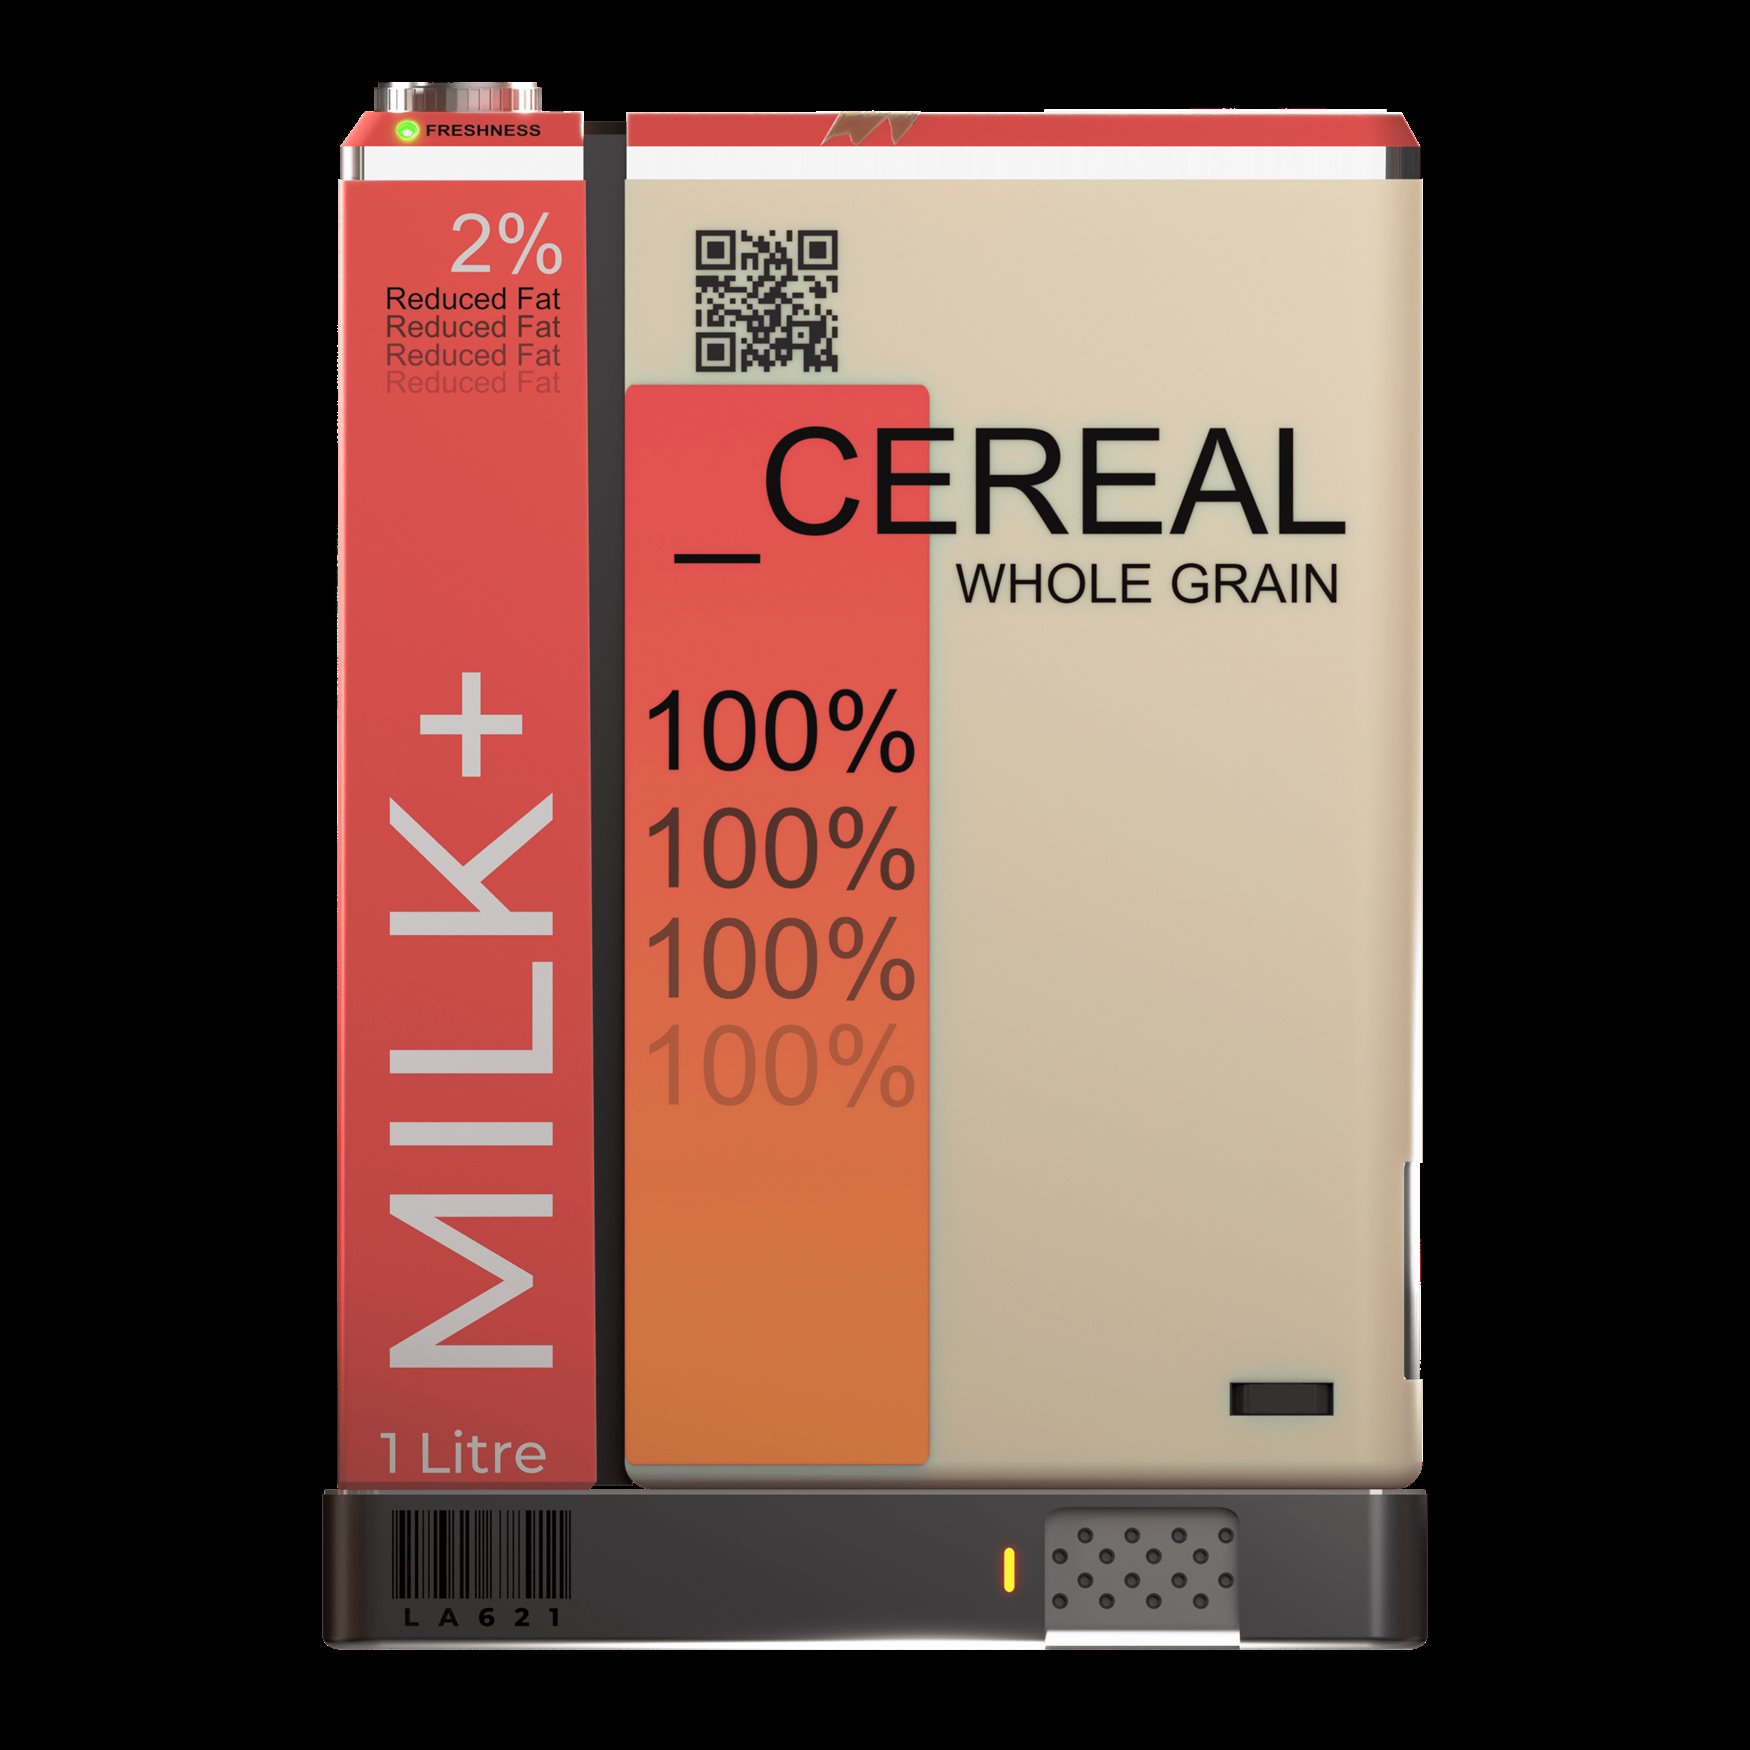 FRESHNESS
2%
Reduced Fat
Reduced Fat
Reduced Fat
Reduced Fat
MILK+
1 Litre
_CEREAL
WHOLE GRAIN
100%
100%
100%
100%
LA621